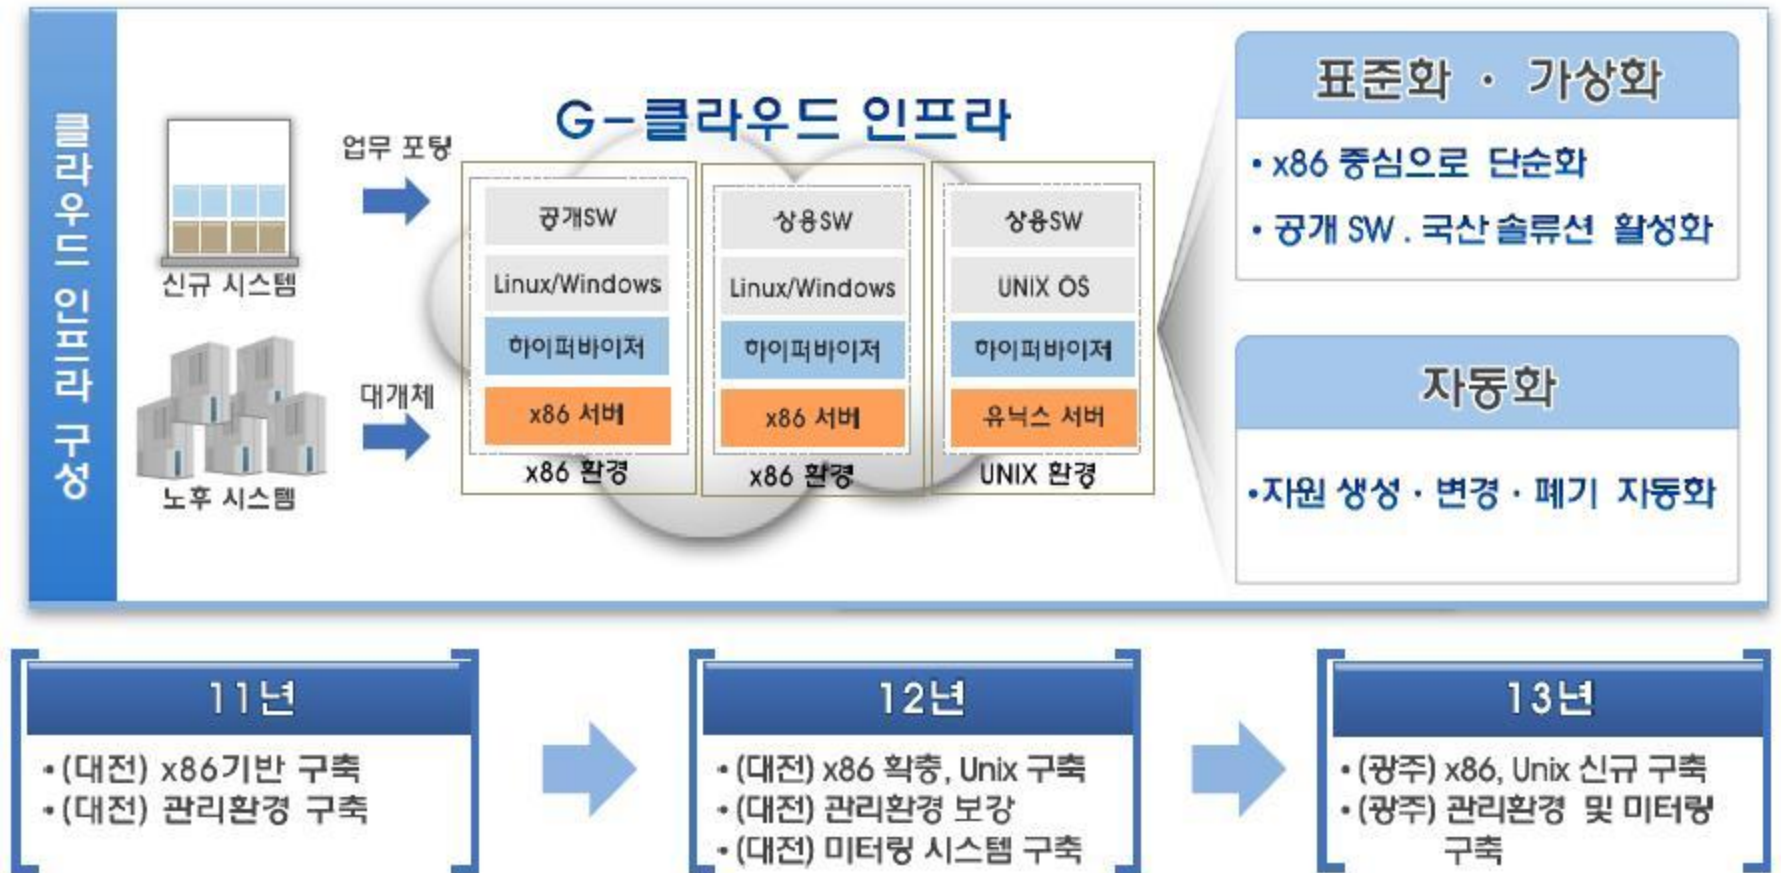 클라우드 인프라 구성
신규 시스템
업무 포팅
노후 시스템
대개체
G-클라우드 인프라
공개SW
Linux/Windows
하이퍼바이저
x86 서버
x86 환경
상용SW
Linux/Windows
하이퍼바이저
x86 서버
x86 환경
상용SW
UNIX OS
하이퍼바이제
유닉스 서버
UNIX 환경
표준화 · 가상화
• x86 중심으로 단순화
• 공개 SW . 국산 솔류션 활성화
자동화
•자원 생성 · 변경 · 폐기 자동화
11년
• (대전) x86기반 구축
• (대전) 관리환경 구축
12년
• (대전) x86 확충, Unix 구축
• (대전) 관리환경 보강
• (대전) 미터링 시스템 구축
13년
• (광주) x86, Unix 신규 구축
• (광주) 관리환경 및 미터링
구축